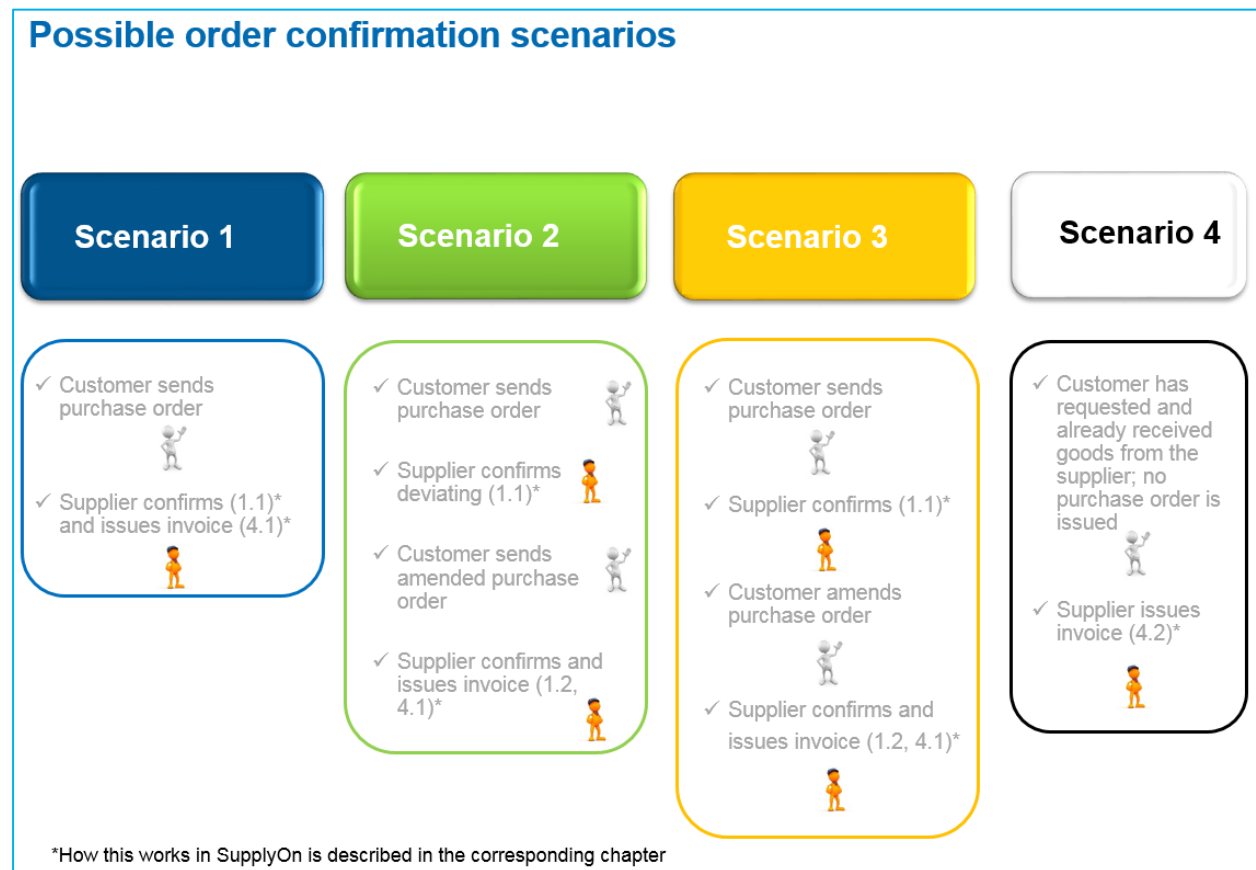 Possible order confirmation scenarios
Scenario 1
Scenario 2
Scenario 3
Scenario 4
✓ Customer sends
purchase order
✓ Supplier confirms (1.1)*
and issues invoice (4.1)*
✓ Customer sends
purchase order
✓ Supplier confirms
deviating (1.1)*
✓ Customer sends
amended purchase
order
✓ Supplier confirms and
issues invoice (1.2,
4.1)*
✓ Customer sends
purchase order
✓ Supplier confirms (1.1)*
✓ Customer amends
purchase order
✓ Supplier confirms and
issues invoice (1.2, 4.1)*
✓ Customer has
requested and
already received
goods from the
supplier; no
purchase order is
issued
✓ Supplier issues
invoice (4.2)*
*How this works in SupplyOn is described in the corresponding chapter